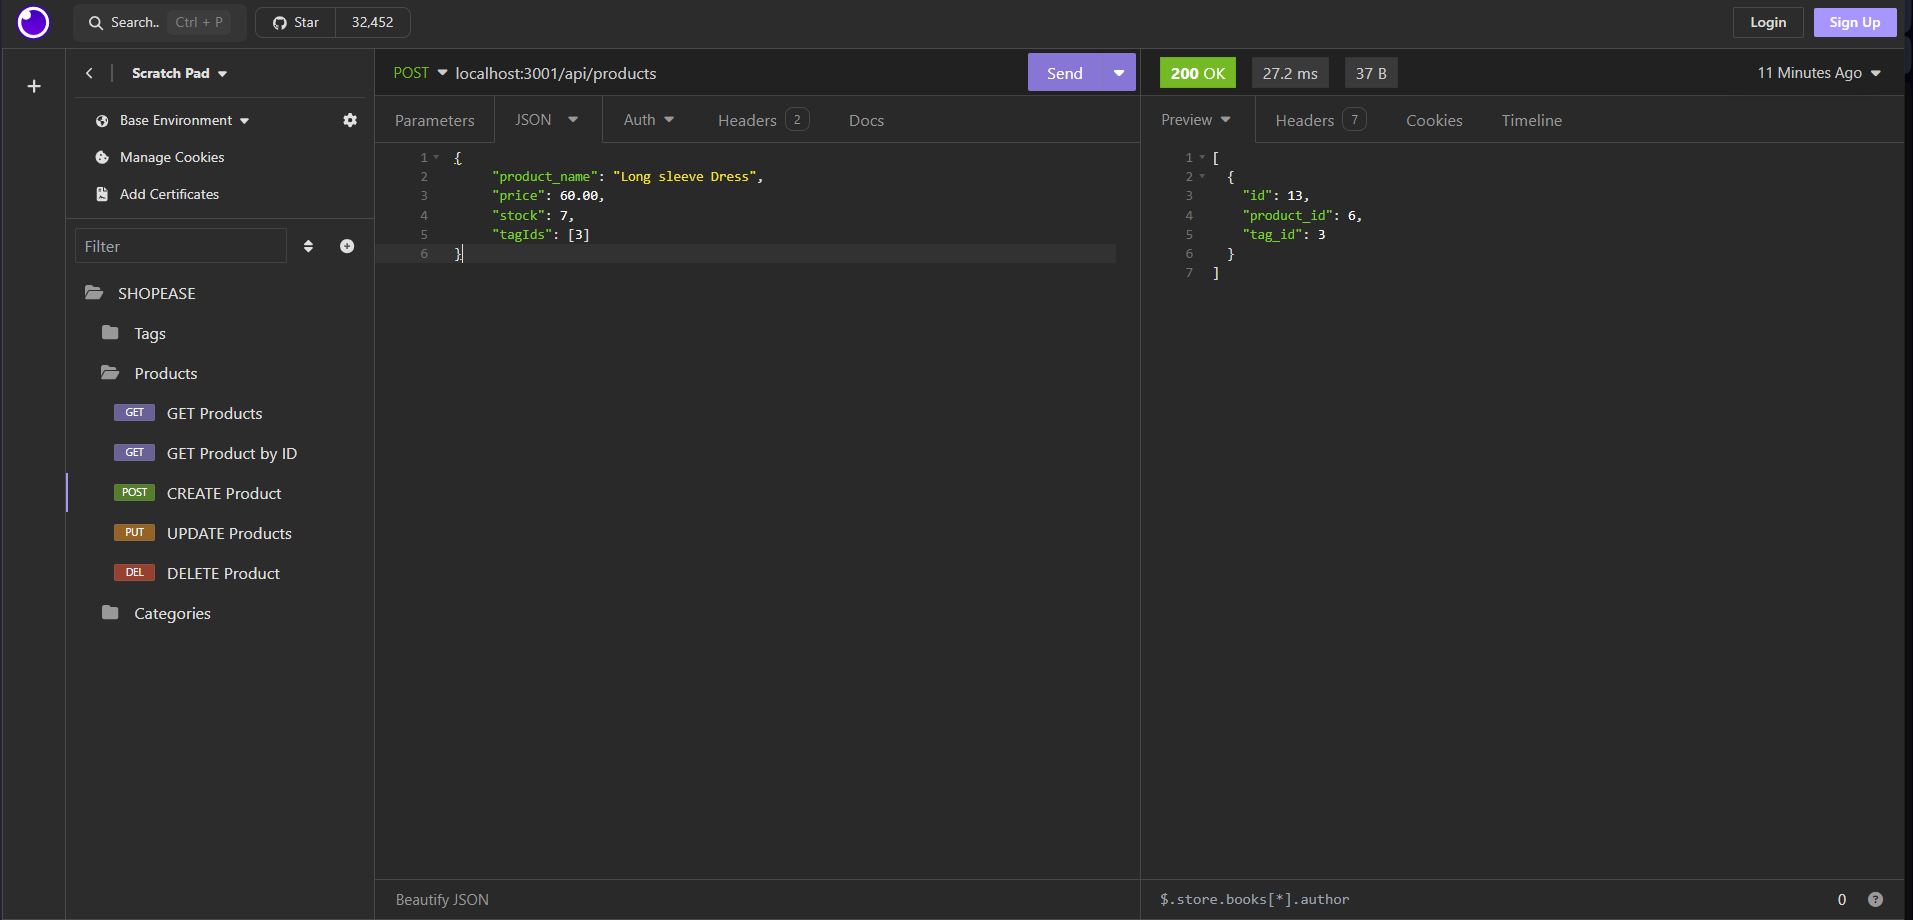 Search.. Ctrl + P Star 32,452 Login Sign Up
Scratch Pad
Base Environment
Manage Cookies
Add Certificates
Filter
SHOPEASE
Tags
Products
GET GET Products
GET GET Product by ID
POST CREATE Product
PUT UPDATE Products
DEL DELETE Product
Categories
POST localhost:3001/api/products Send
Parameters JSON Auth Headers 2 Docs
1 {
2 "product_name": "Long sleeve Dress",
3 "price": 60.00,
4 "stock": 7,
5 "tagIds": [3]
6 }
Beautify JSON
200 OK 27.2 ms 37 B 11 Minutes Ago
Preview Headers 7 Cookies Timeline
1 [
2 {
3 "id": 13,
4 "product_id": 6,
5 "tag_id": 3
6 }
7 ]
$.store.books[*].author 0 ?